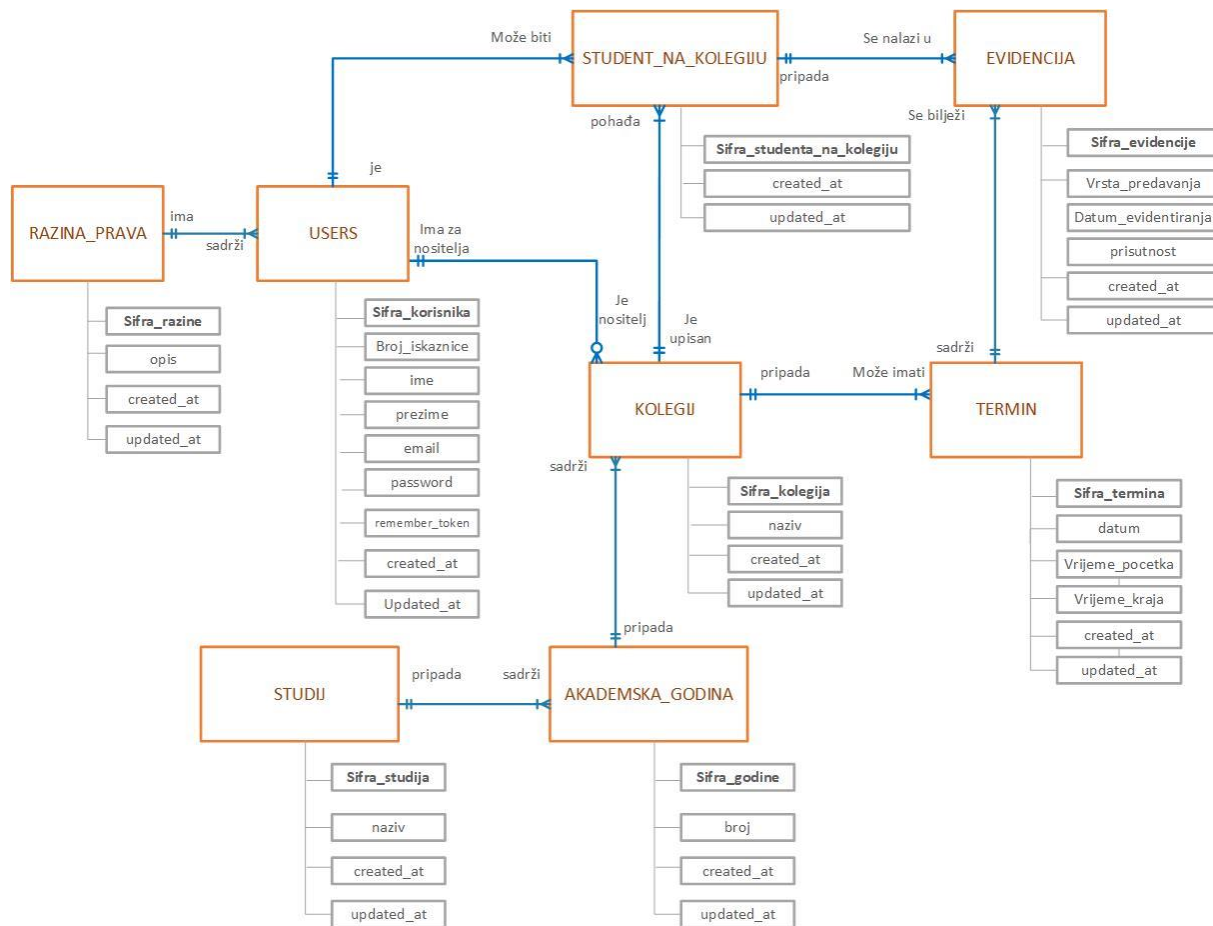 Može biti
STUDENT_NA_KOLEGIJU
Se nalazi u
pripada
EVIDENCIJA
pohađa
Se bilježi
Sifra_studenta_na_kolegiju
created_at
updated_at
Sifra_evidencije
Vrsta_predavanja
Datum_evidentiranja
prisutnost
created_at
updated_at
je
RAZINA_PRAVA
ima
sadrži
USERS
Ima za
nositelja
Je
nositelj
Je
upisan
Sifra_razine
opis
created_at
updated_at
Sifra_korisnika
Broj_iskaznice
ime
prezime
email
password
remember_token
created_at
Updated_at
KOLEGIJ
pripada
Može imati
sadrži
TERMIN
sadrži
Sifra_kolegija
naziv
created_at
updated_at
Sifra_termina
datum
Vrijeme_pocetka
Vrijeme_kraja
created_at
updated_at
pripada
STUDIJ
pripada
sadrži
AKADEMSKA_GODINA
Sifra_studija
naziv
created_at
updated_at
Sifra_godine
broj
created_at
updated_at